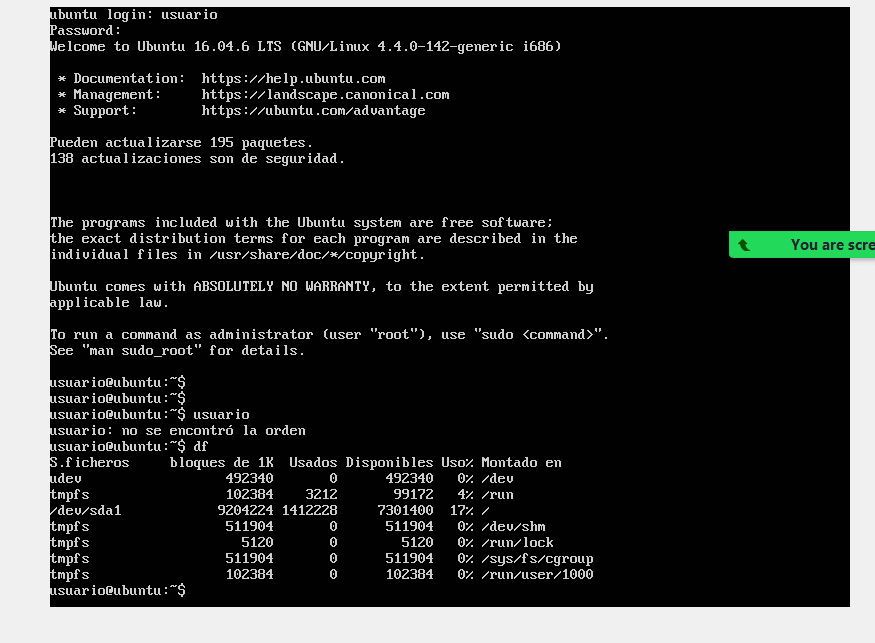 ubuntu login: usuario
Password:
Welcome to Ubuntu 16.04.6 LTS (GNU/Linux 4.4.0-142-generic i686)
* Documentation: https://help.ubuntu.com
* Management: https://landscape.canonical.com
* Support: https://ubuntu.com/advantage
Pueden actualizarse 195 paquetes.
138 actualizaciones son de seguridad.
The programs included with the Ubuntu system are free software;
the exact distribution terms for each program are described in the
individual files in /usr/share/doc/*/copyright.
You are scre
Ubuntu comes with ABSOLUTELY NO WARRANTY, to the extent permitted by
applicable law.
To run a command as administrator (user "root"), use "sudo <command>".
See "man sudo_root" for details.
usuario@ubuntu:~$
usuario@ubuntu:~$
usuario@ubuntu:~$ usuario
usuario: no se encontró la orden
usuario@ubuntu:~$ df
S.ficheros bloques de 1K Usados Disponibles Uso% Montado en
udev 492340 0 492340 0% /dev
tmpfs 102384 3212 99172 4% /run
/dev/sda1 9204224 1412228 7301400 17% /
tmpfs 511904 0 511904 0% /dev/shm
tmpfs 5120 0 5120 0% /run/lock
tmpfs 511904 0 511904 0% /sys/fs/cgroup
tmpfs 102384 0 102384 0% /run/user/1000
usuario@ubuntu:~$